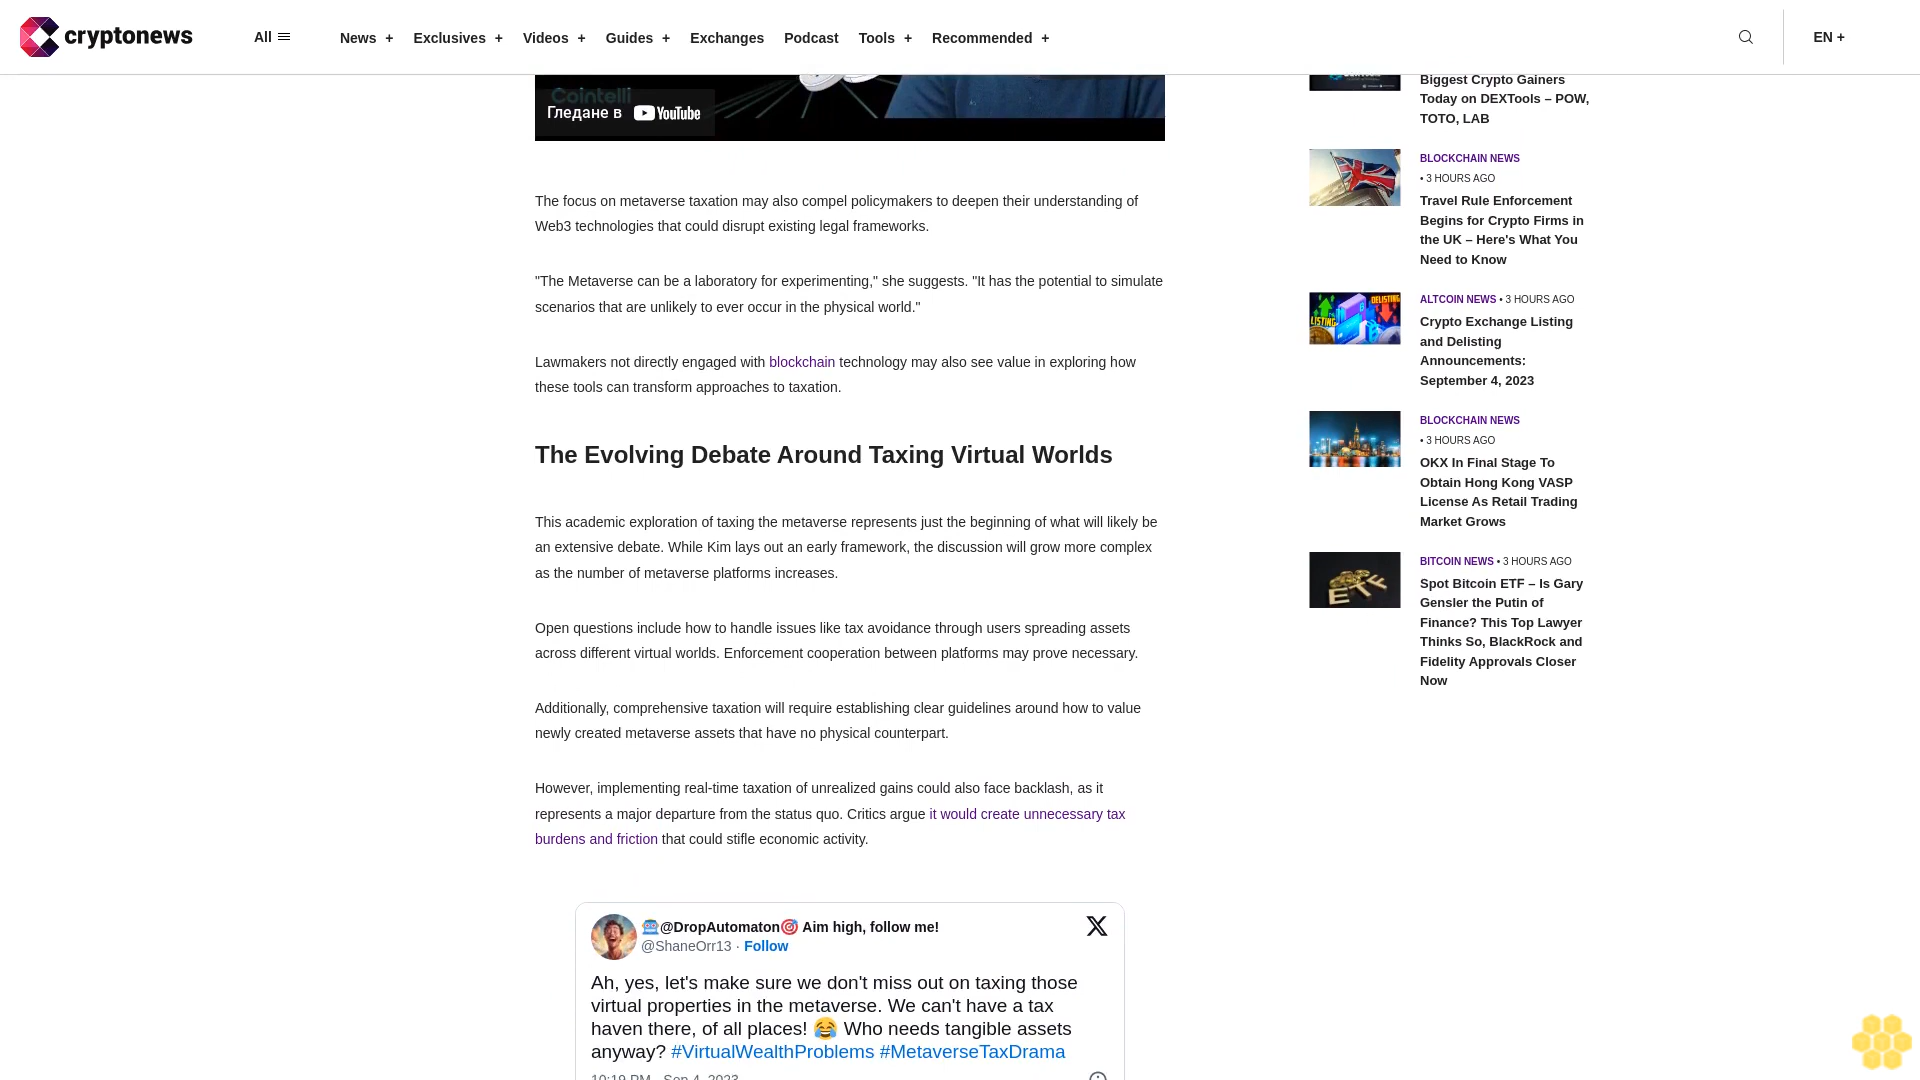 cryptonews
All
News +
Exclusives +
Videos +
Guides +
Exchanges
Podcast
Tools +
Recommended +
EN +
Cointelli
Гледане в YouTube
The focus on metaverse taxation may also compel policymakers to deepen their understanding of
Web3 technologies that could disrupt existing legal frameworks.
"The Metaverse can be a laboratory for experimenting," she suggests. "It has the potential to simulate
scenarios that are unlikely to ever occur in the physical world."
Lawmakers not directly engaged with blockchain technology may also see value in exploring how
these tools can transform approaches to taxation.
The Evolving Debate Around Taxing Virtual Worlds
This academic exploration of taxing the metaverse represents just the beginning of what will likely be
an extensive debate. While Kim lays out an early framework, the discussion will grow more complex
as the number of metaverse platforms increases.
Open questions include how to handle issues like tax avoidance through users spreading assets
across different virtual worlds. Enforcement cooperation between platforms may prove necessary.
Additionally, comprehensive taxation will require establishing clear guidelines around how to value
newly created metaverse assets that have no physical counterpart.
However, implementing real-time taxation of unrealized gains could also face backlash, as it
represents a major departure from the status quo. Critics argue it would create unnecessary tax
burdens and friction that could stifle economic activity.
@DropAutomaton🎯 Aim high, follow me!
@ShaneOrr13 · Follow
Ah, yes, let's make sure we don't miss out on taxing those
virtual properties in the metaverse. We can't have a tax
haven there, of all places! 😂 Who needs tangible assets
anyway? #VirtualWealthProblems #MetaverseTaxDrama
10:19 PM · Sep 4, 2023
Biggest Crypto Gainers
Today on DEXTools – POW,
TOTO, LAB
BLOCKCHAIN NEWS
• 3 HOURS AGO
Travel Rule Enforcement
Begins for Crypto Firms in
the UK – Here's What You
Need to Know
LISTING
DELISTING
ALTCOIN NEWS • 3 HOURS AGO
Crypto Exchange Listing
and Delisting
Announcements:
September 4, 2023
BLOCKCHAIN NEWS
• 3 HOURS AGO
OKX In Final Stage To
Obtain Hong Kong VASP
License As Retail Trading
Market Grows
ETF
BITCOIN NEWS • 3 HOURS AGO
Spot Bitcoin ETF – Is Gary
Gensler the Putin of
Finance? This Top Lawyer
Thinks So, BlackRock and
Fidelity Approvals Closer
Now